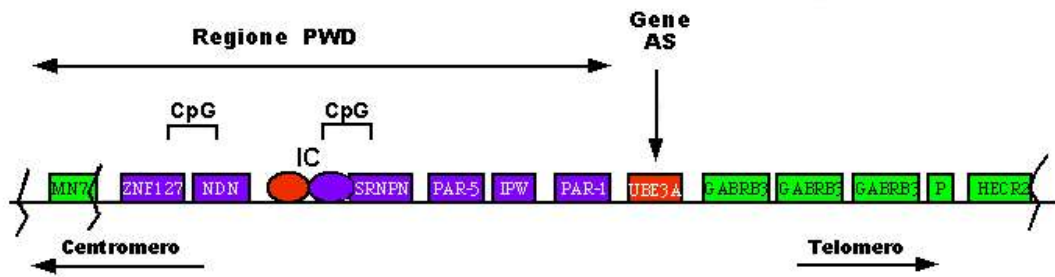 Regione PWD
Gene
AS
CpG
CpG
IC
MN7 ZNF127 NDN SRNPN PAR-5 IPW PAR-1 UBE3A GABRB3 GABRB3 GABRB3 P HECR2
Centromero
Telomero